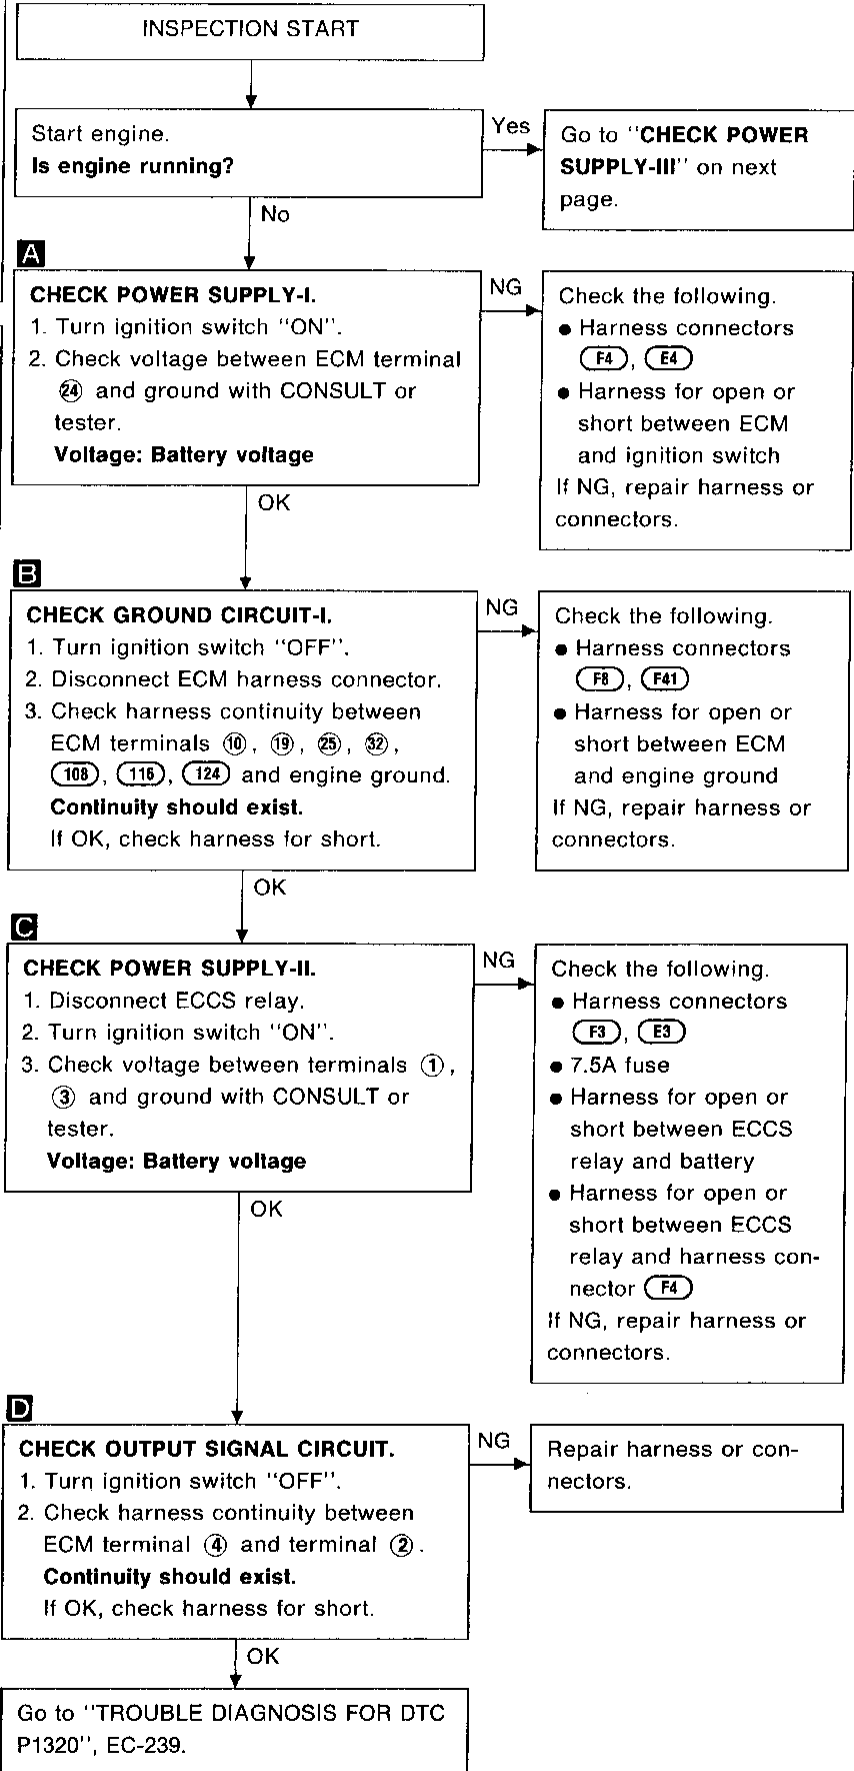 INSPECTION START
Start engine.
Is engine running?
Yes
Go to "CHECK POWER
SUPPLY-III" on next
page.
No
A
CHECK POWER SUPPLY-I.
1. Turn ignition switch "ON".
2. Check voltage between ECM terminal
24 and ground with CONSULT or
tester.
Voltage: Battery voltage
NG
Check the following.
● Harness connectors
F4, E4
● Harness for open or
short between ECM
and ignition switch
If NG, repair harness or
connectors.
OK
B
CHECK GROUND CIRCUIT-I.
1. Turn ignition switch "OFF".
2. Disconnect ECM harness connector.
3. Check harness continuity between
ECM terminals 10, 19, 25, 32,
108, 116, 124 and engine ground.
Continuity should exist.
If OK, check harness for short.
NG
Check the following.
● Harness connectors
F8, F41
● Harness for open or
short between ECM
and engine ground
If NG, repair harness or
connectors.
OK
C
CHECK POWER SUPPLY-II.
1. Disconnect ECCS relay.
2. Turn ignition switch "ON".
3. Check voltage between terminals ①,
③ and ground with CONSULT or
tester.
Voltage: Battery voltage
NG
Check the following.
● Harness connectors
F3, E3
● 7.5A fuse
● Harness for open or
short between ECCS
relay and battery
● Harness for open or
short between ECCS
relay and harness con-
nector F4
If NG, repair harness or
connectors.
OK
D
CHECK OUTPUT SIGNAL CIRCUIT.
1. Turn ignition switch "OFF".
2. Check harness continuity between
ECM terminal ④ and terminal ②.
Continuity should exist.
If OK, check harness for short.
NG
Repair harness or con-
nectors.
OK
Go to "TROUBLE DIAGNOSIS FOR DTC
P1320", EC-239.